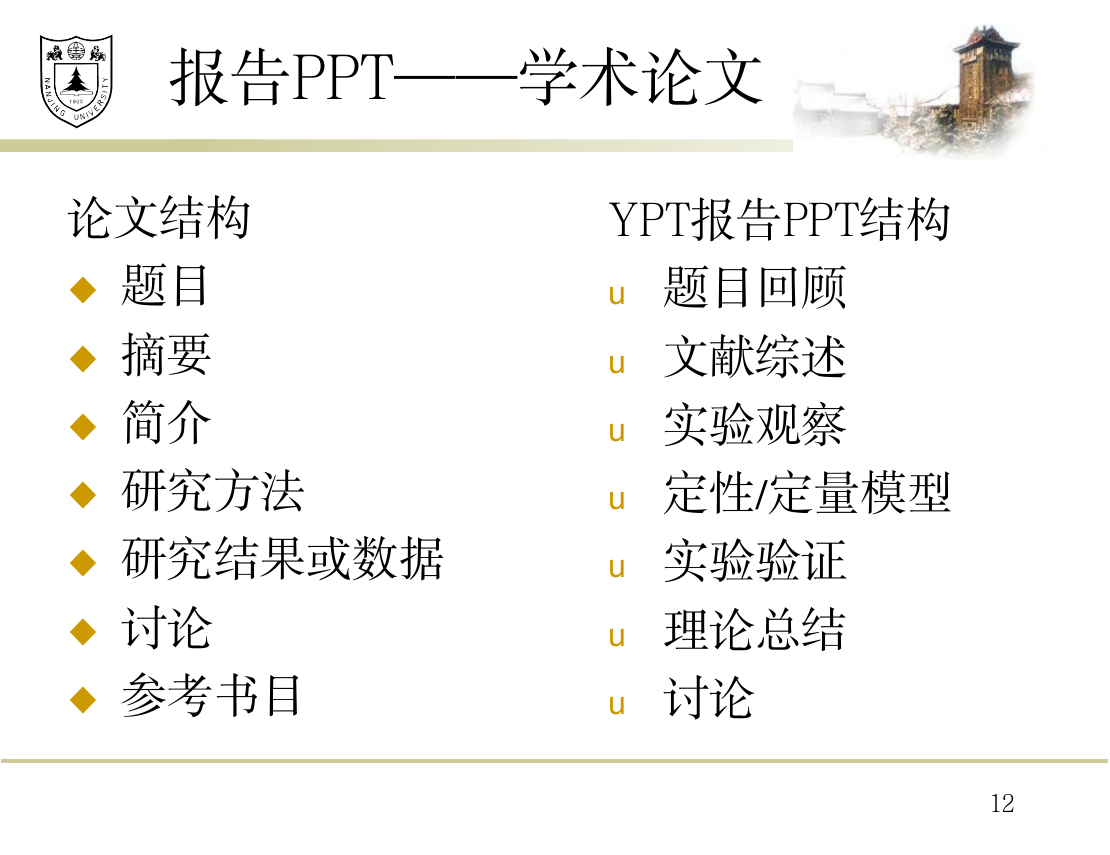 报告PPT——学术论文
NANJING UNIVERSITY
1902
论文结构
◆ 题目
◆ 摘要
◆ 简介
◆ 研究方法
◆ 研究结果或数据
◆ 讨论
◆ 参考书目
YPT报告PPT结构
u 题目回顾
u 文献综述
u 实验观察
u 定性/定量模型
u 实验验证
u 理论总结
u 讨论
12